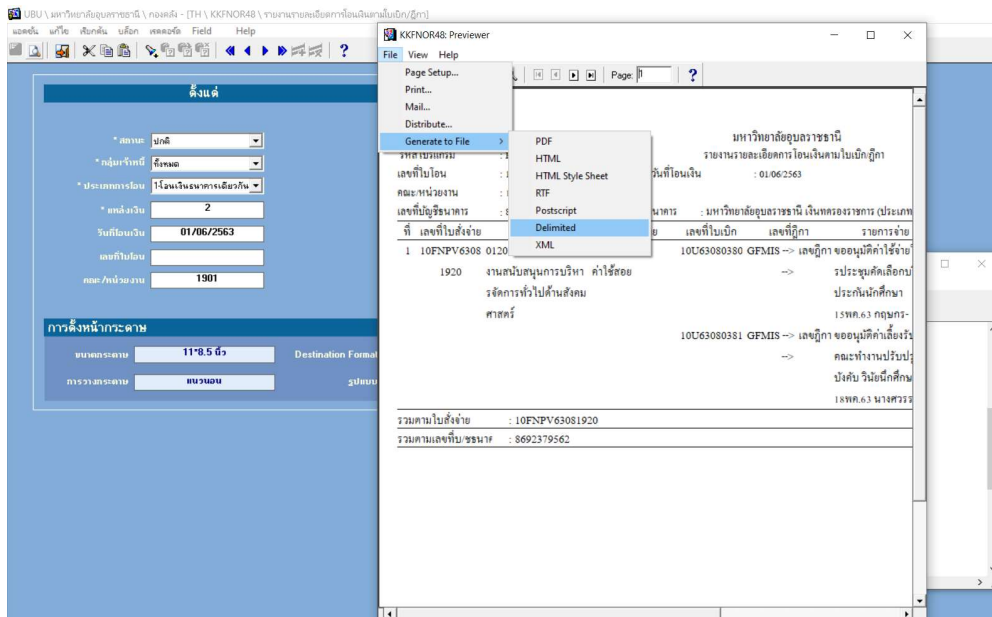 UBU \ มหาวิทยาลัยอุบลราชธานี \ กองคลัง - [TH \ KKFNOR48 \ รายงานรายละเอียดการโอนเงินตามใบเบิก/ฎีกา]
แอคชั่น แก้ไข เรียกค้น บล็อก เรคคอร์ด Field Help
ตั้งแต่
* สถานะ ปกติ
* กลุ่มเจ้าหนี้ ทั้งหมด
* ประเภทการโอน 1-โอนเงินธนาคารเดียวกัน
* แหล่งเงิน 2
วันที่โอนเงิน 01/06/2563
เลขที่ใบโอน
คณะ/หน่วยงาน 1901
การตั้งหน้ากระดาษ
ขนาดกระดาษ 11*8.5 นิ้ว Destination Format
การวางกระดาษ แนวนอน รูปแบบ
KKFNOR48: Previewer
File View Help
Page: 1
Page Setup...
Print...
Mail...
Distribute...
Generate to File
PDF
HTML
HTML Style Sheet
RTF
Postscript
Delimited
XML
มหาวิทยาลัยอุบลราชธานี
รหัสโปรแกรม : รายงานรายละเอียดการโอนเงินตามใบเบิก/ฎีกา
เลขที่ใบโอน : วันที่โอนเงิน : 01/06/2563
คณะ/หน่วยงาน :
เลขที่บัญชีธนาคาร : นาคาร : มหาวิทยาลัยอุบลราชธานี เงินทดรองราชการ (ประเภท
ที่ เลขที่ใบสั่งจ่าย เลขที่ใบเบิก เลขที่ฎีกา รายการจ่าย
1 10FNPV6308 0120 10U63080380 GFMIS --> เลขฎีกา ขออนุมัติค่าใช้จ่าย
1920 งานสนับสนุนการบริหา ค่าใช้สอย --> รประชุมคัดเลือก
รจัดการทั่วไปด้านสังคม ประกันนักศึกษา
ศาสตร์ 15พค.63 กฤษกร-
10U63080381 GFMIS --> เลขฎีกา ขออนุมัติค่าเลี้ยงรับ
--> คณะทำงานปรับปรุ
บังคับ วินัยนึกศึกษ
18พค.63 นางศวรร
รวมตามใบสั่งจ่าย : 10FNPV63081920
รวมตามเลขที่บ/ชธนาค : 8692379562